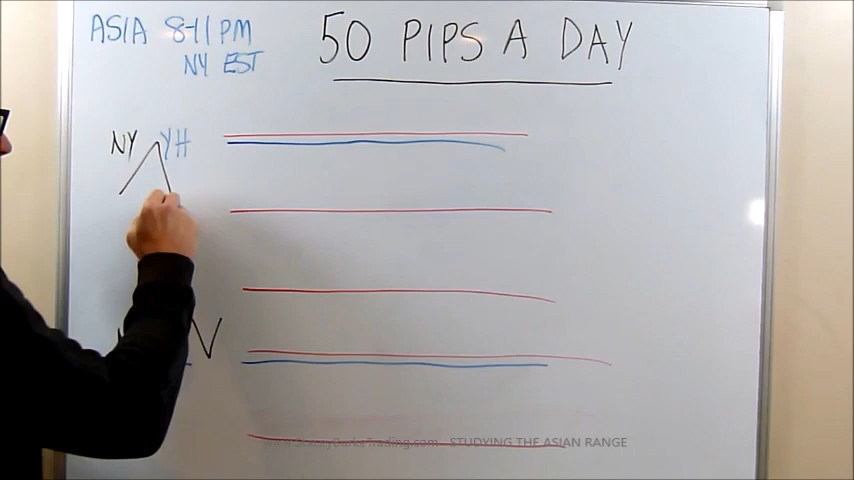 ASIA 8-11 PM
NY EST
50 PIPS A DAY
NY YH
STUDYING THE ASIAN RANGE